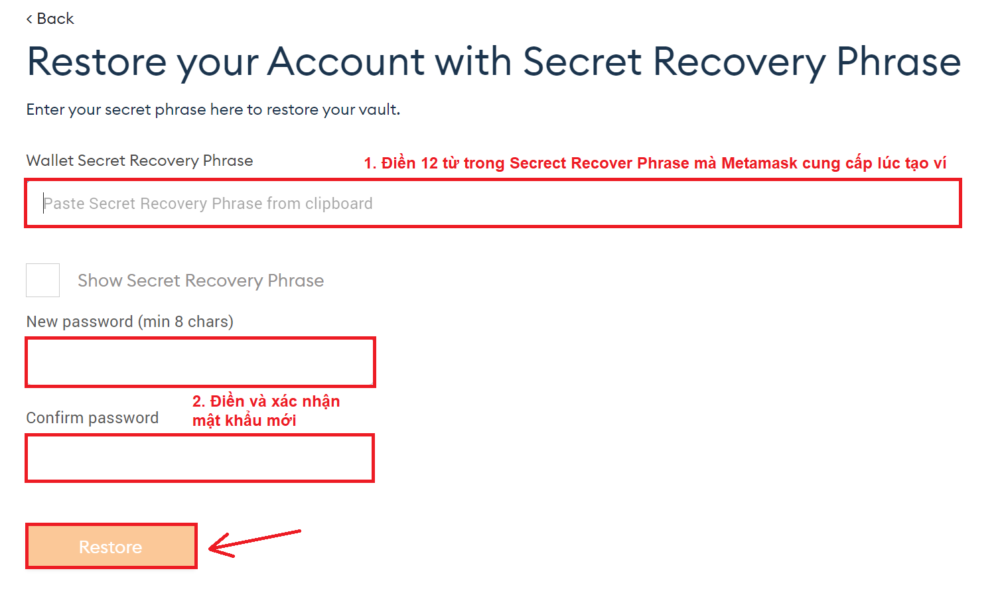 < Back
Restore your Account with Secret Recovery Phrase
Enter your secret phrase here to restore your vault.
Wallet Secret Recovery Phrase
1. Điền 12 từ trong Secrect Recover Phrase mà Metamask cung cấp lúc tạo ví
Paste Secret Recovery Phrase from clipboard
Show Secret Recovery Phrase
New password (min 8 chars)
2. Điền và xác nhận
mật khẩu mới
Confirm password
Restore